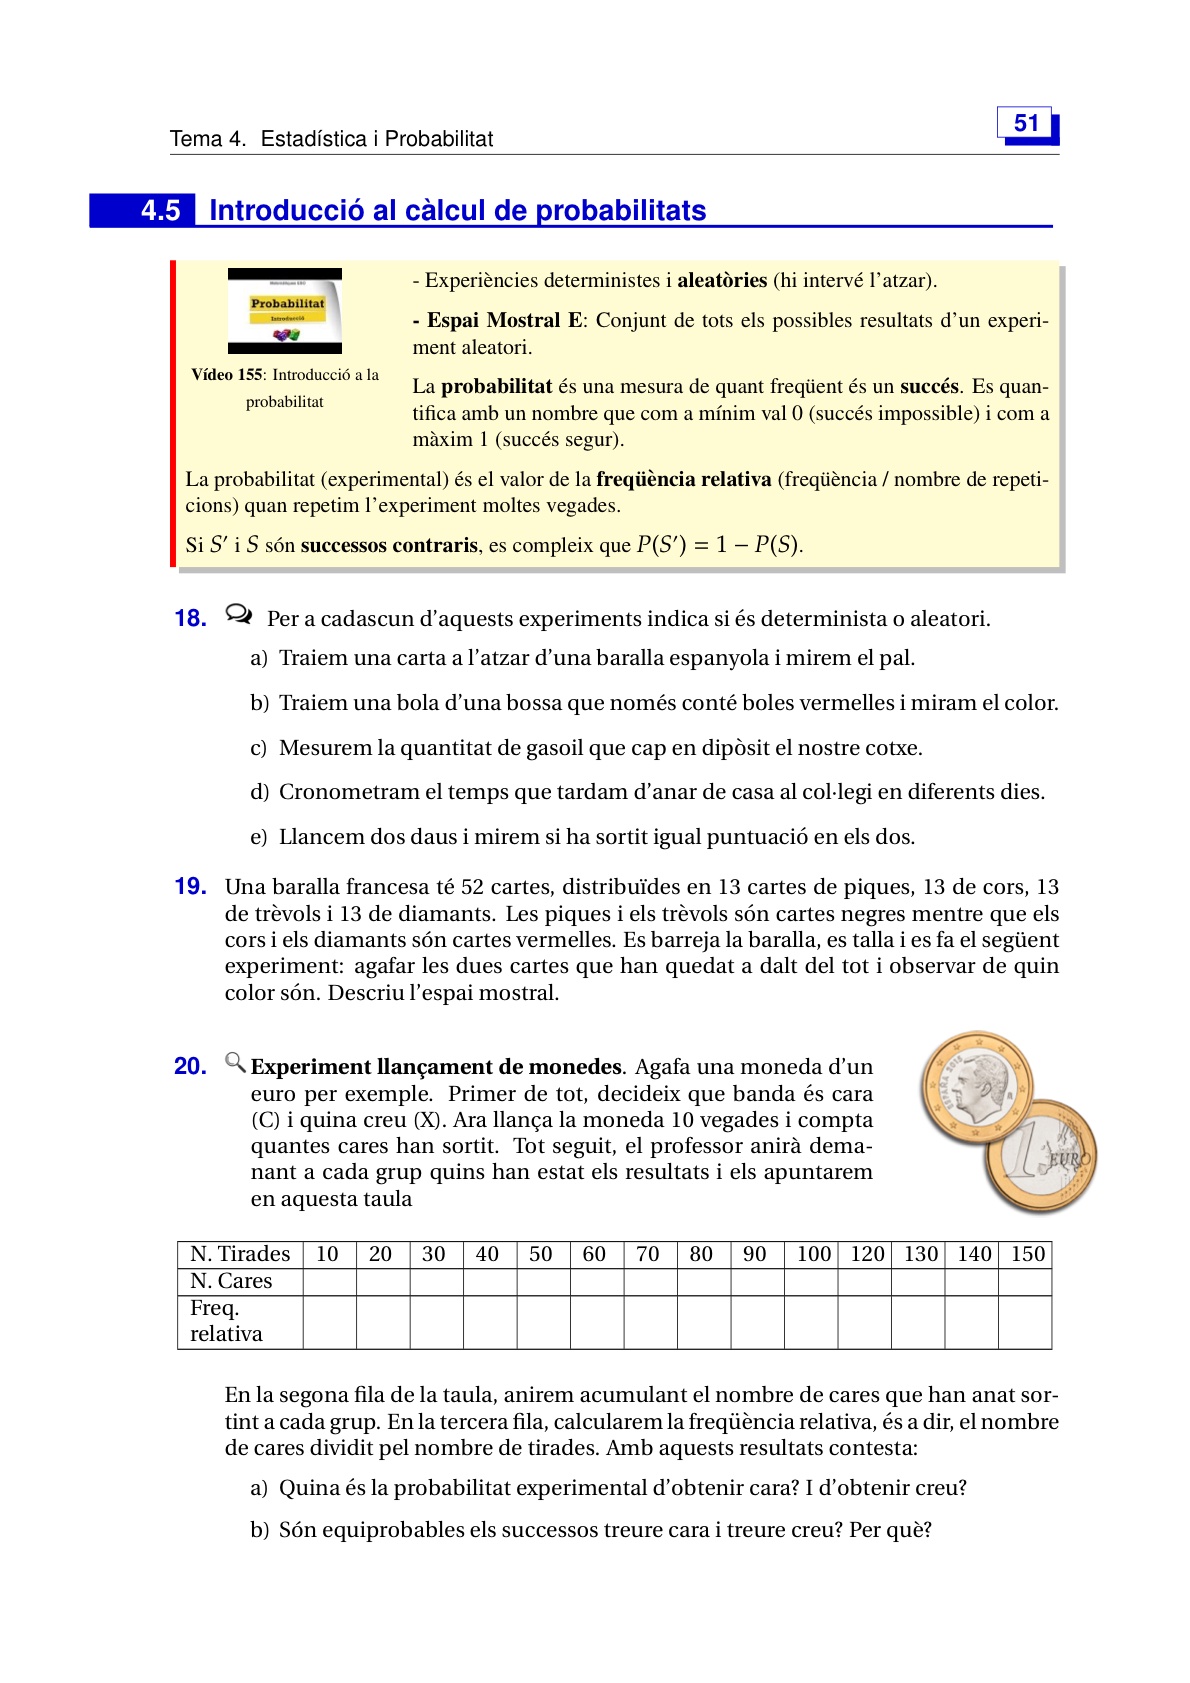 Tema 4. Estadística i Probabilitat
51
4.5 Introducció al càlcul de probabilitats
Probabilitat
Introducció
Vídeo 155: Introducció a la
probabilitat
- Experiències deterministes i aleatòries (hi intervé l'atzar).
- Espai Mostral E: Conjunt de tots els possibles resultats d'un experi-
ment aleatori.
La probabilitat és una mesura de quant freqüent és un succés. Es quan-
tifica amb un nombre que com a mínim val 0 (succés impossible) i com a
màxim 1 (succés segur).
La probabilitat (experimental) és el valor de la freqüència relativa (freqüència / nombre de repeti-
cions) quan repetim l'experiment moltes vegades.
Si S′ i S són successos contraris, es compleix que P(S′) = 1 − P(S).
18. Per a cadascun d'aquests experiments indica si és determinista o aleatori.
a) Traiem una carta a l'atzar d'una baralla espanyola i mirem el pal.
b) Traiem una bola d'una bossa que només conté boles vermelles i miram el color.
c) Mesurem la quantitat de gasoil que cap en dipòsit el nostre cotxe.
d) Cronometram el temps que tardam d'anar de casa al col·legi en diferents dies.
e) Llancem dos daus i mirem si ha sortit igual puntuació en els dos.
19. Una baralla francesa té 52 cartes, distribuïdes en 13 cartes de piques, 13 de cors, 13
de trèvols i 13 de diamants. Les piques i els trèvols són cartes negres mentre que els
cors i els diamants són cartes vermelles. Es barreja la baralla, es talla i es fa el següent
experiment: agafar les dues cartes que han quedat a dalt del tot i observar de quin
color són. Descriu l'espai mostral.
20. Experiment llançament de monedes. Agafa una moneda d'un
euro per exemple. Primer de tot, decideix que banda és cara
(C) i quina creu (X). Ara llança la moneda 10 vegades i compta
quantes cares han sortit. Tot seguit, el professor anirà dema-
nant a cada grup quins han estat els resultats i els apuntarem
en aquesta taula
1 EURO
N. Tirades 10 20 30 40 50 60 70 80 90 100 120 130 140 150
N. Cares
Freq.
relativa
En la segona fila de la taula, anirem acumulant el nombre de cares que han anat sor-
tint a cada grup. En la tercera fila, calcularem la freqüència relativa, és a dir, el nombre
de cares dividit pel nombre de tirades. Amb aquests resultats contesta:
a) Quina és la probabilitat experimental d'obtenir cara? I d'obtenir creu?
b) Són equiprobables els successos treure cara i treure creu? Per què?